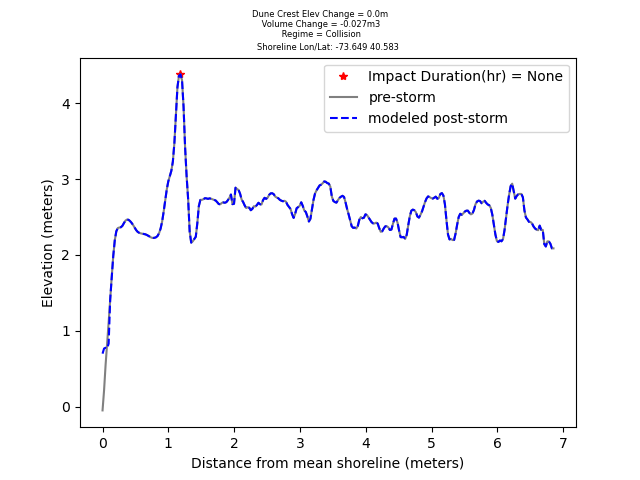 Dune Crest Elev Change = 0.0m
Volume Change = -0.027m3
Regime = Collision
Shoreline Lon/Lat: -73.649 40.583
Impact Duration(hr) = None
pre-storm
modeled post-storm
4
3
2
1
0
Elevation (meters)
0 1 2 3 4 5 6 7
Distance from mean shoreline (meters)